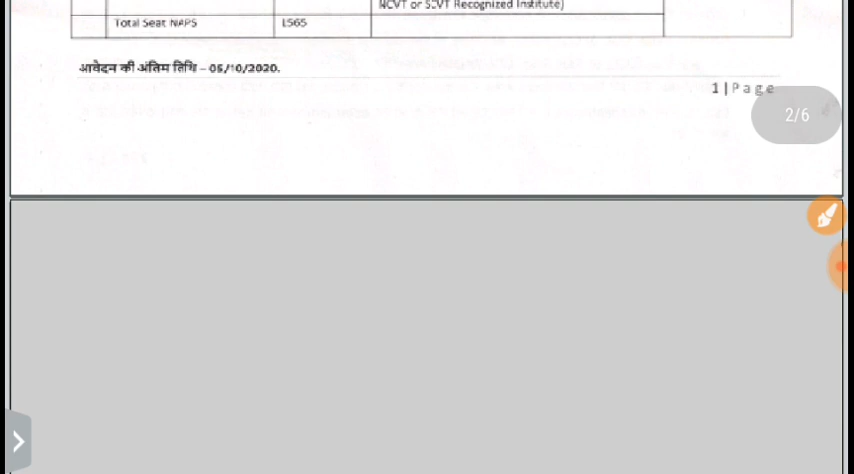 NCVT or SCVT Recognized Institute)
Total Seat NAPS 1565
आवेदन की अंतिम तिथि – 05/10/2020.
1 | P a g e
2/6